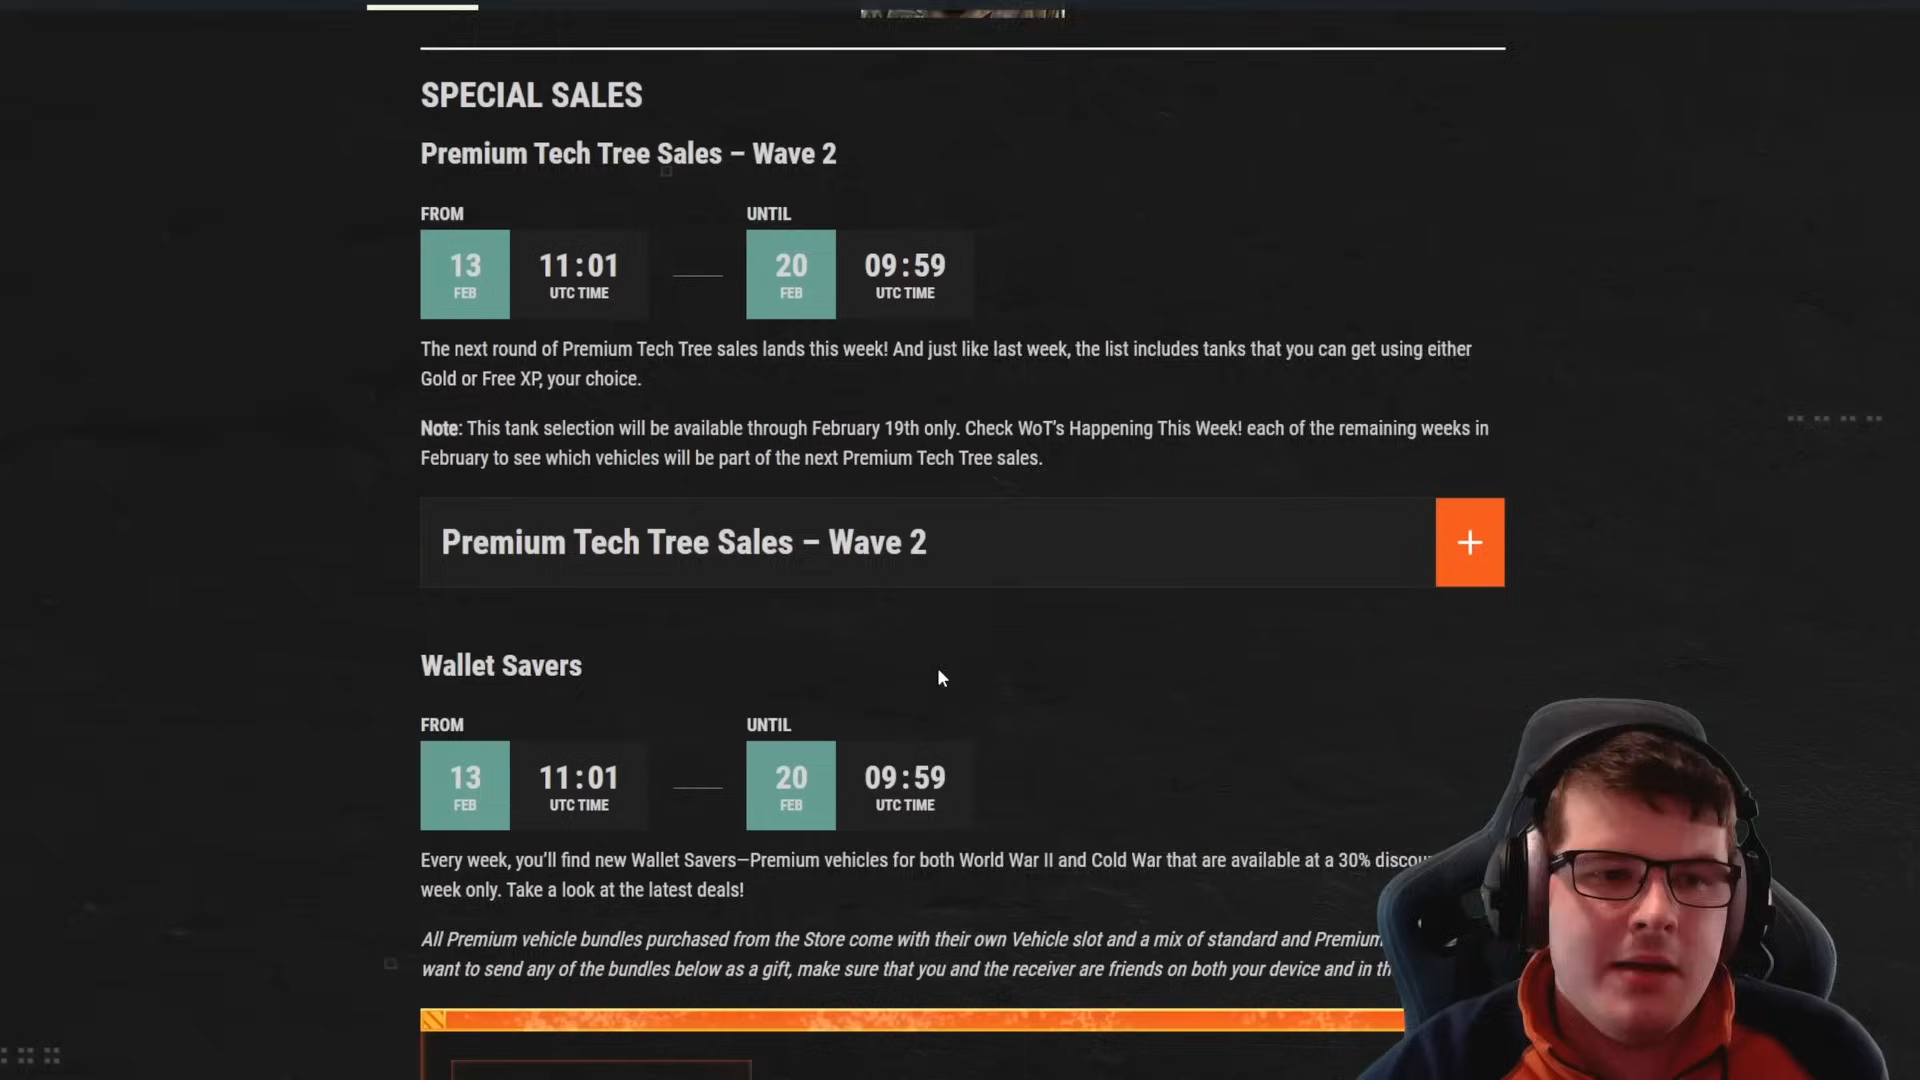 SPECIAL SALES
Premium Tech Tree Sales – Wave 2
FROM
UNTIL
13
FEB
11:01
UTC TIME
20
FEB
09:59
UTC TIME
The next round of Premium Tech Tree sales lands this week! And just like last week, the list includes tanks that you can get using either
Gold or Free XP, your choice.
Note: This tank selection will be available through February 19th only. Check WoT's Happening This Week! each of the remaining weeks in
February to see which vehicles will be part of the next Premium Tech Tree sales.
Premium Tech Tree Sales – Wave 2
+
Wallet Savers
FROM
UNTIL
13
FEB
11:01
UTC TIME
20
FEB
09:59
UTC TIME
Every week, you'll find new Wallet Savers—Premium vehicles for both World War II and Cold War that are available at a 30%
week only. Take a look at the latest deals!
All Premium vehicle bundles purchased from the Store come with their own Vehicle slot and a mix of standard and Premium
want to send any of the bundles below as a gift, make sure that you and the receiver are friends on both your device and in